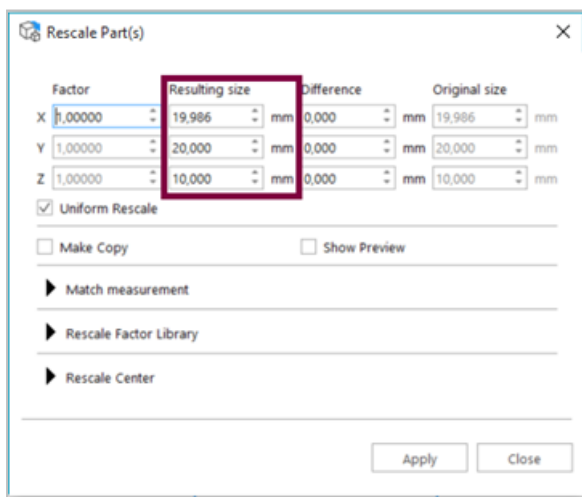 Rescale Part(s)
Factor Resulting size Difference Original size
X 1,00000 19,986 mm 0,000 mm 19,986 mm
Y 1,00000 20,000 mm 0,000 mm 20,000 mm
Z 1,00000 10,000 mm 0,000 mm 10,000 mm
Uniform Rescale
Make Copy Show Preview
Match measurement
Rescale Factor Library
Rescale Center
Apply Close